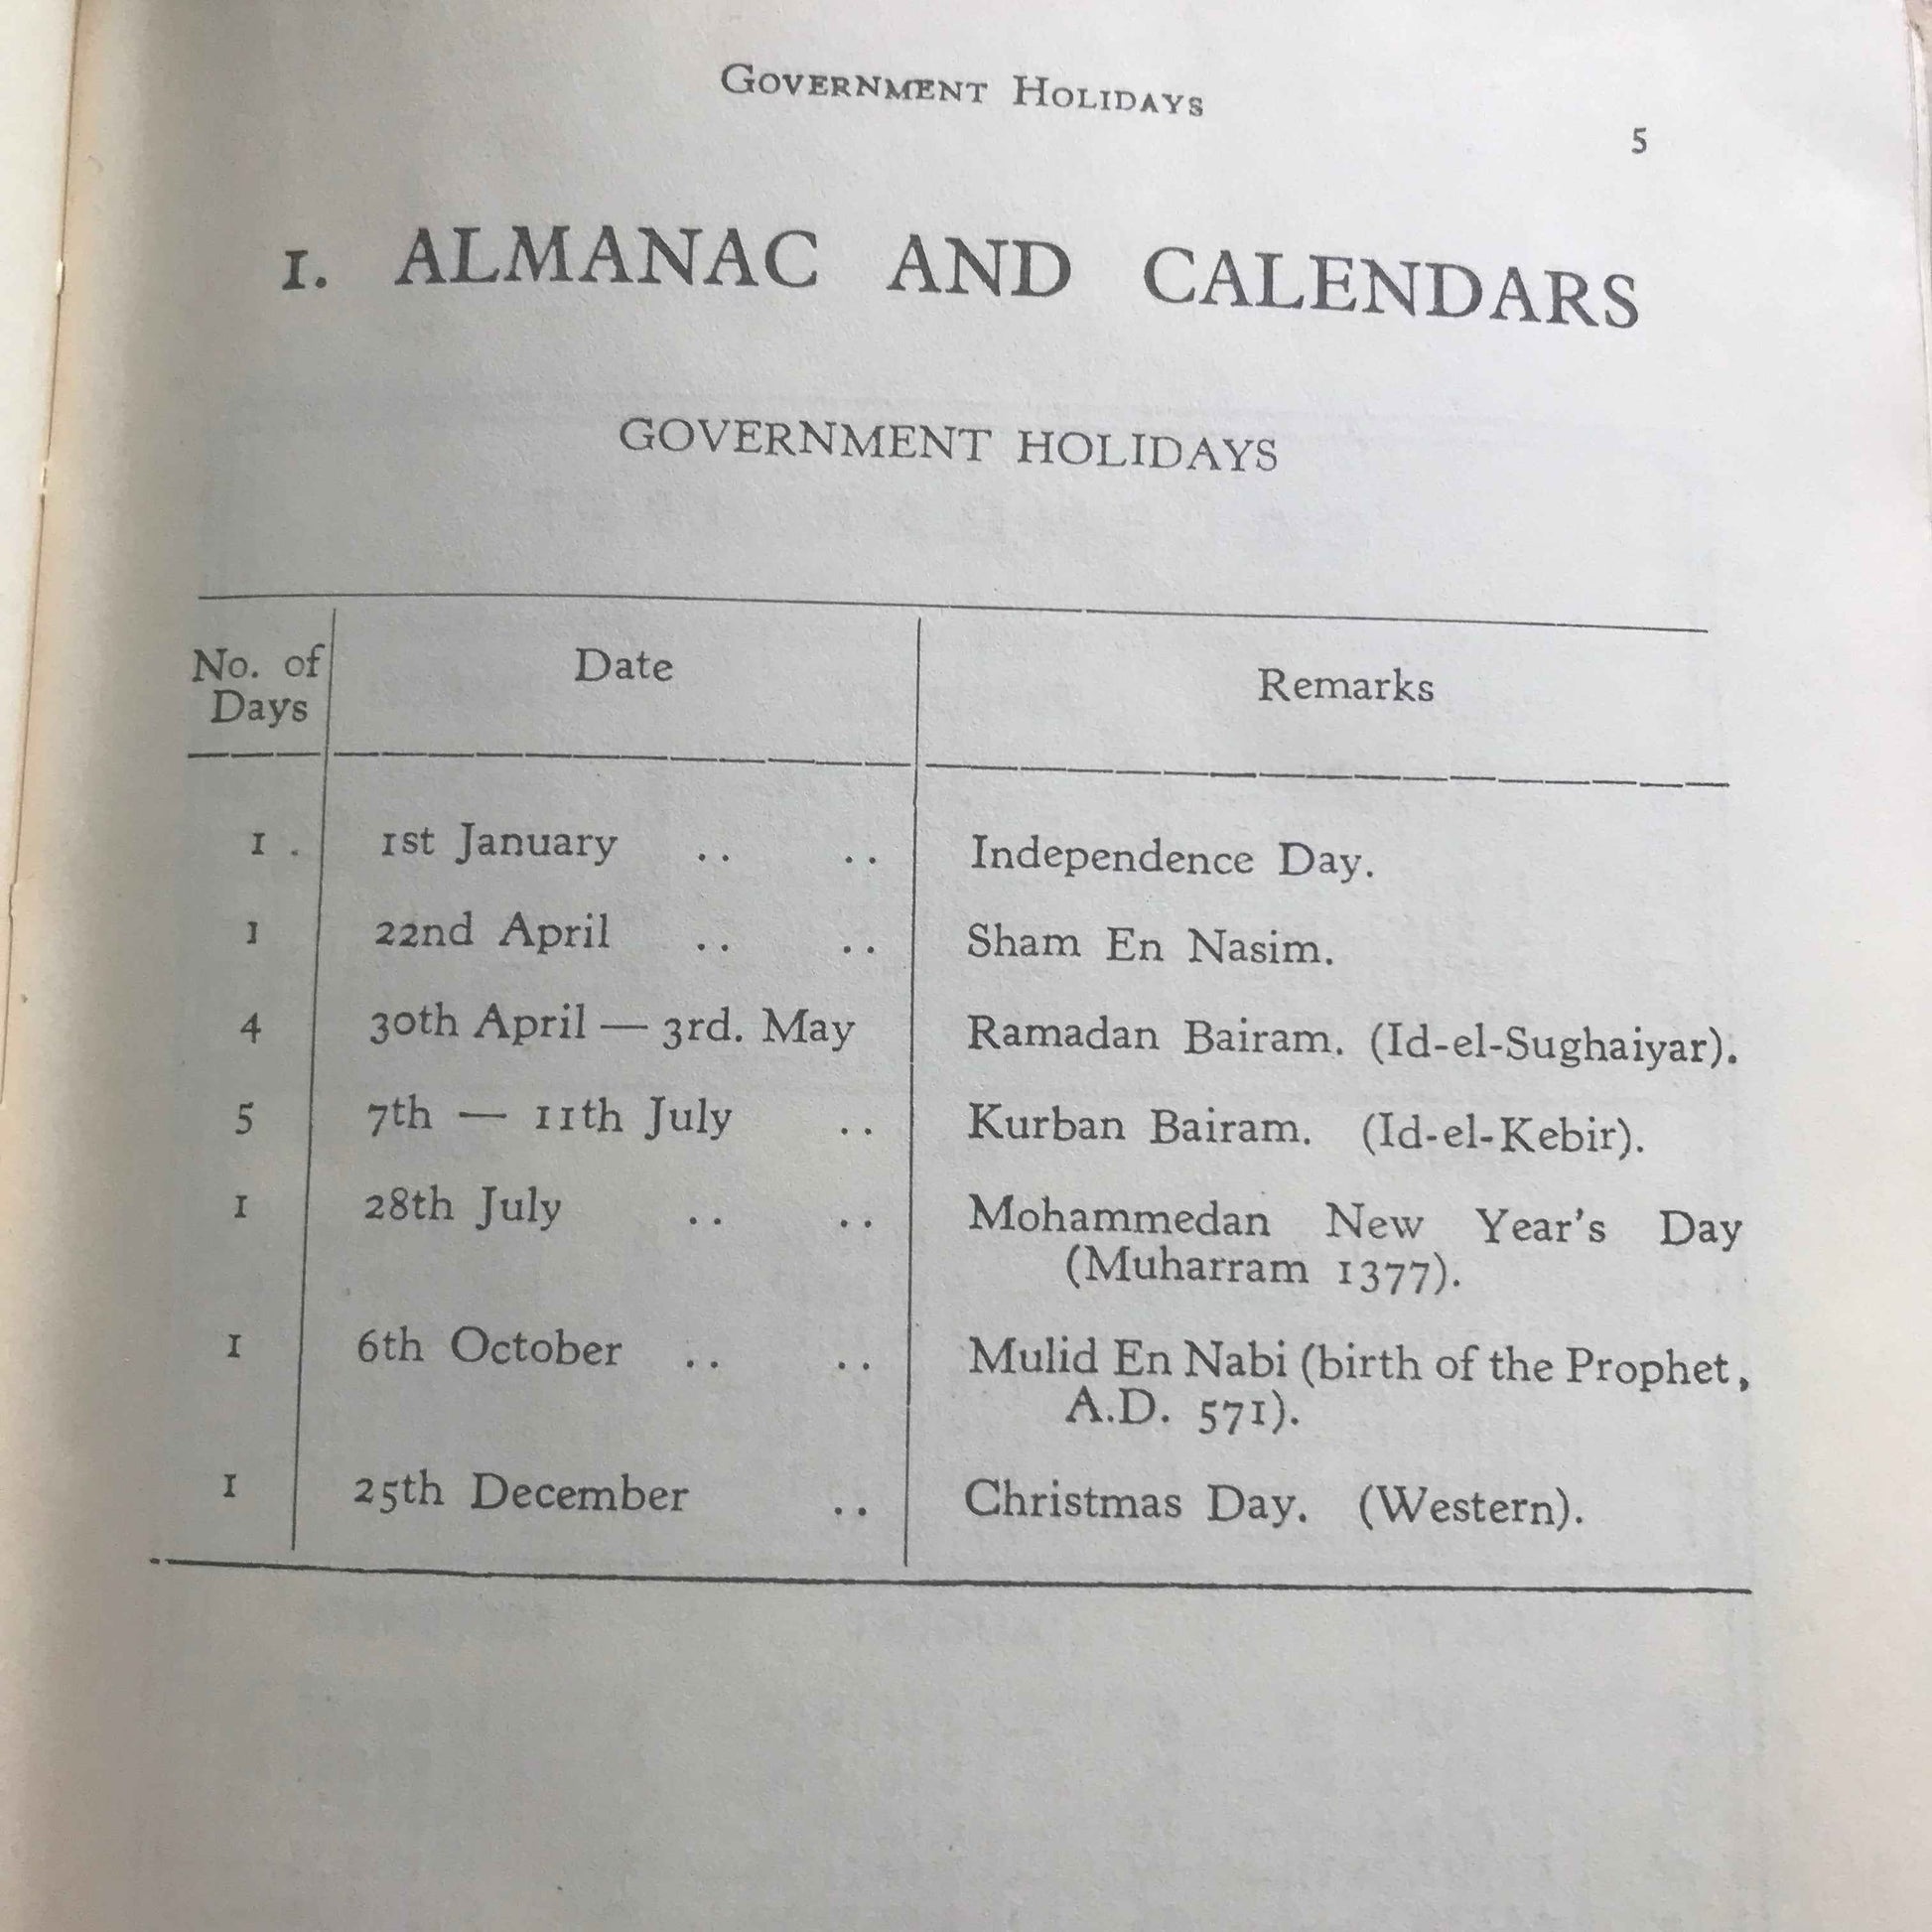 Government Holidays
5
1. ALMANAC AND CALENDARS
GOVERNMENT HOLIDAYS
No. of Days | Date | Remarks
1 . | 1st January .. .. | Independence Day.
1 | 22nd April .. .. | Sham En Nasim.
4 | 30th April — 3rd. May | Ramadan Bairam. (Id-el-Sughaiyar).
5 | 7th — 11th July .. | Kurban Bairam. (Id-el-Kebir).
1 | 28th July .. .. | Mohammedan New Year's Day
(Muharram 1377).
1 | 6th October .. .. | Mulid En Nabi (birth of the Prophet,
A.D. 571).
1 | 25th December .. | Christmas Day. (Western).